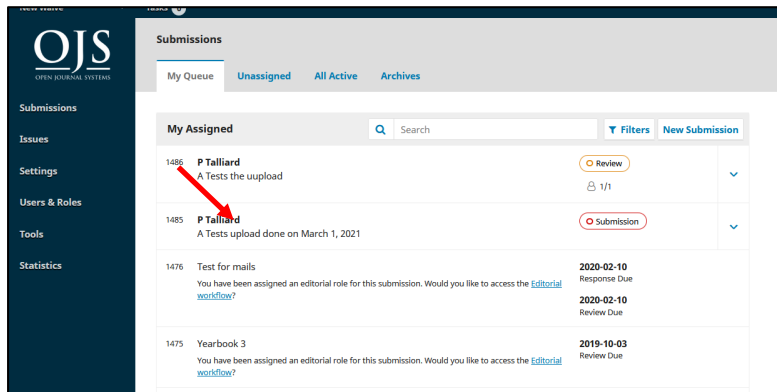 New Waive Tasks 0
OJS
OPEN JOURNAL SYSTEMS
Submissions
Issues
Settings
Users & Roles
Tools
Statistics
Submissions
My Queue Unassigned All Active Archives
My Assigned Search Filters New Submission
1486 P Talliard Review
A Tests the uupload
1/1
1485 P Talliard Submission
A Tests upload done on March 1, 2021
1476 Test for mails 2020-02-10
You have been assigned an editorial role for this submission. Would you like to access the Editorial Response Due
workflow?
2020-02-10
Review Due
1475 Yearbook 3 2019-10-03
You have been assigned an editorial role for this submission. Would you like to access the Editorial Review Due
workflow?